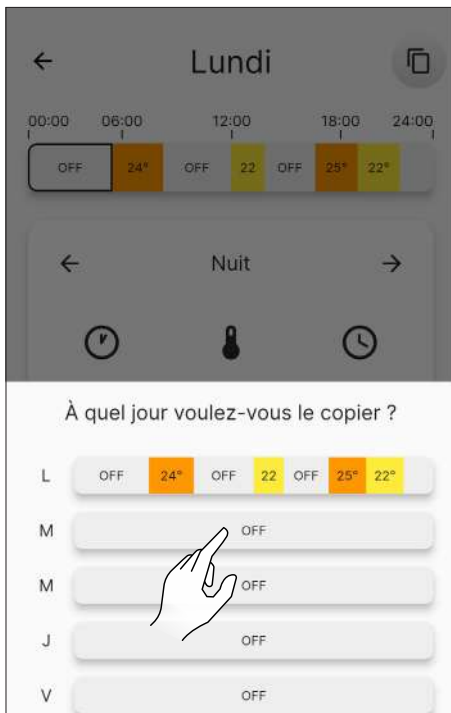 Lundi
00:00 06:00 12:00 18:00 24:00
OFF 24° OFF 22 OFF 25° 22°
Nuit
À quel jour voulez-vous le copier ?
L OFF 24° OFF 22 OFF 25° 22°
M OFF
M OFF
J OFF
V OFF